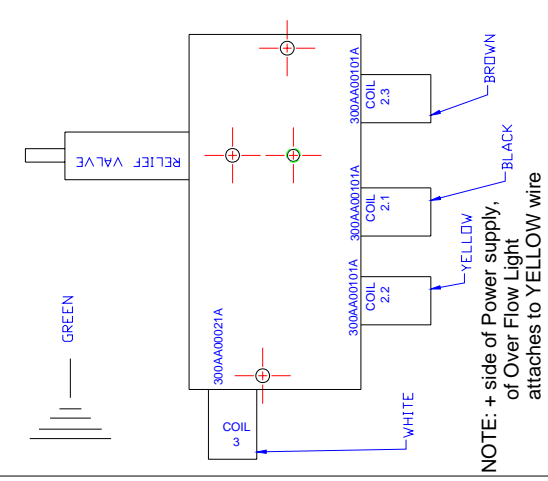 RELIEF VALVE
GREEN
300AA00021A
COIL
3
WHITE
300AA00101A
COIL
2.3
BROWN
300AA00101A
COIL
2.1
BLACK
300AA00101A
COIL
2.2
YELLOW
NOTE: + side of Power supply,
of Over Flow Light
attaches to YELLOW wire